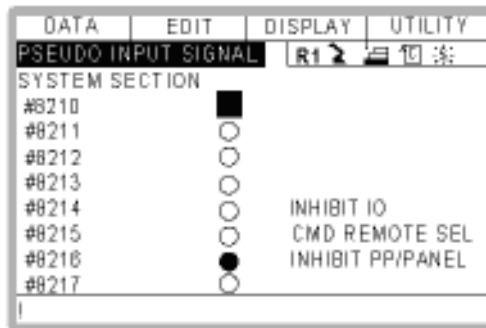 DATA EDIT DISPLAY UTILITY
PSEUDO INPUT SIGNAL R1
SYSTEM SECTION
#8210
#8211
#8212
#8213
#8214 INHIBIT IO
#8215 CMD REMOTE SEL
#8216 INHIBIT PP/PANEL
#8217
!